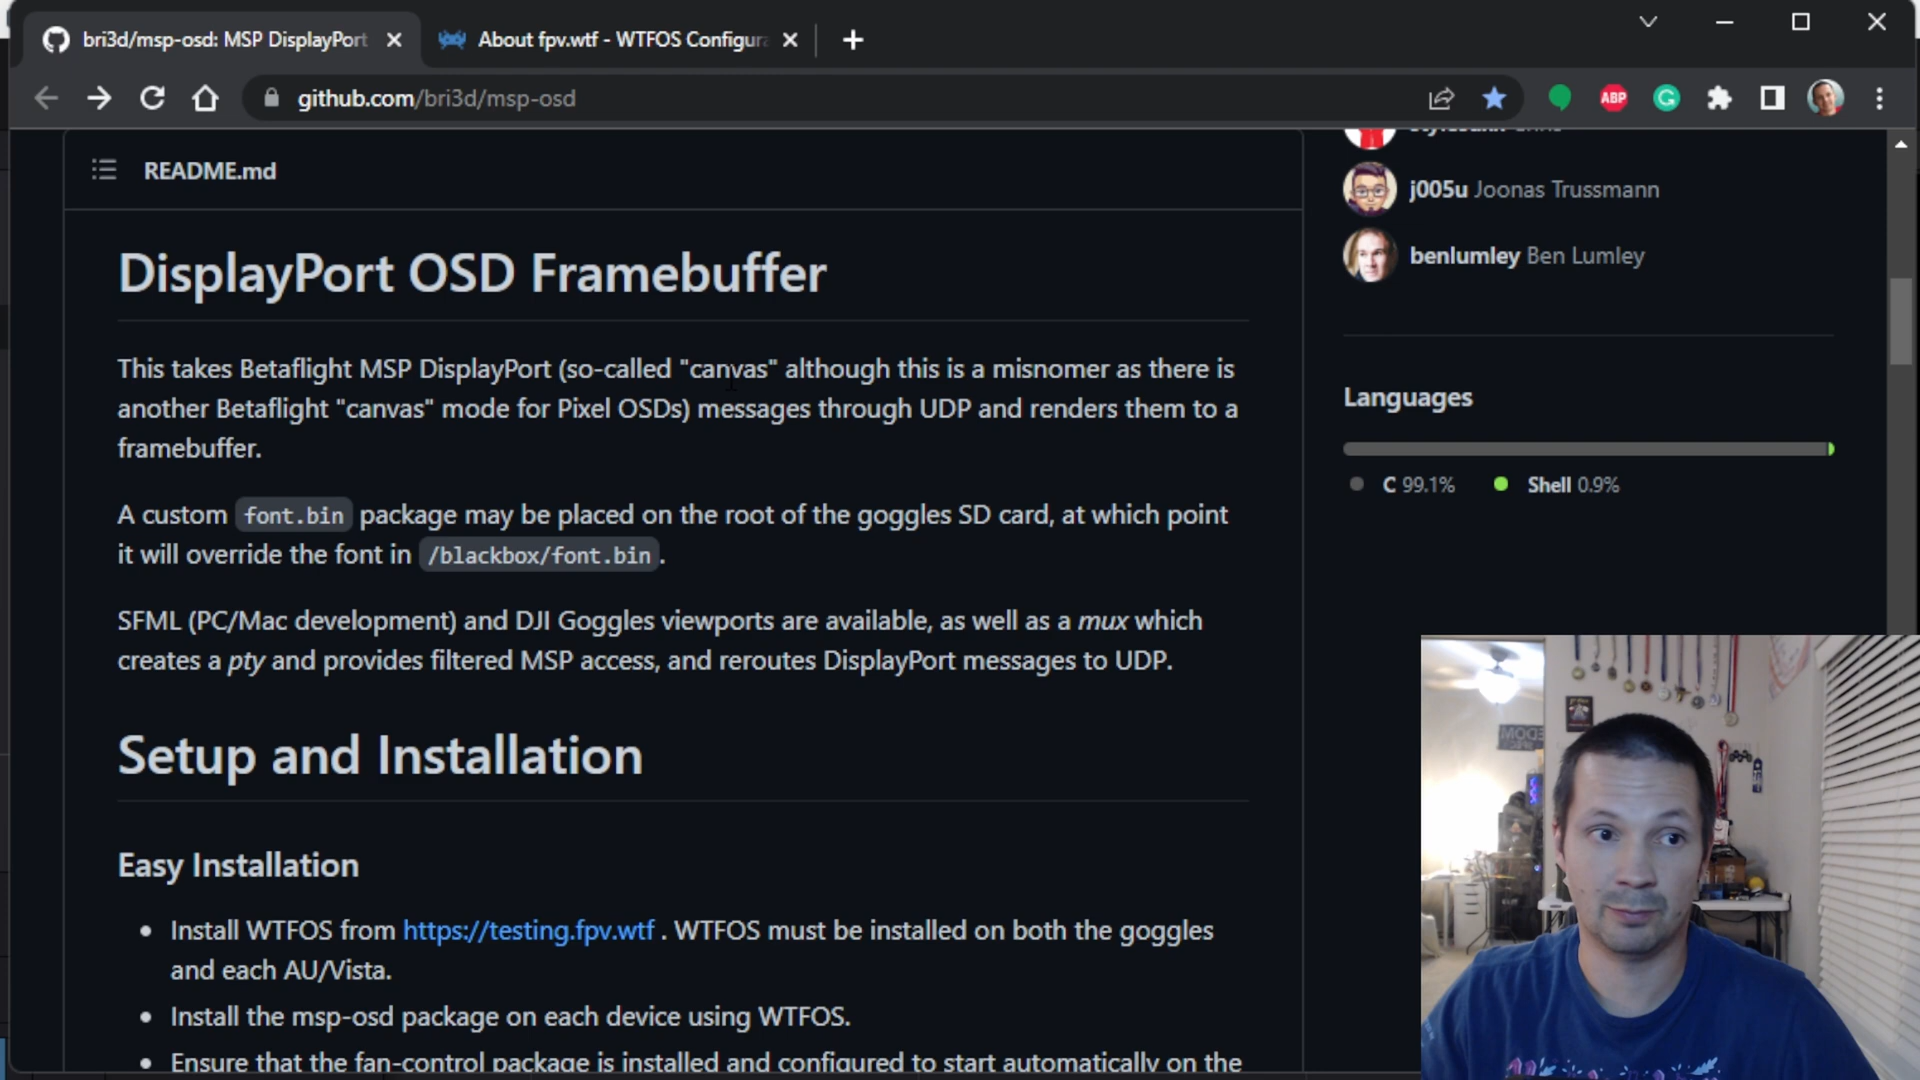 bri3d/msp-osd: MSP DisplayPort
About fpv.wtf - WTFOS Configur
github.com/bri3d/msp-osd
ABP
README.md
DisplayPort OSD Framebuffer
This takes Betaflight MSP DisplayPort (so-called "canvas" although this is a misnomer as there is
another Betaflight "canvas" mode for Pixel OSDs) messages through UDP and renders them to a
framebuffer.
A custom font.bin package may be placed on the root of the goggles SD card, at which point
it will override the font in /blackbox/font.bin.
SFML (PC/Mac development) and DJI Goggles viewports are available, as well as a mux which
creates a pty and provides filtered MSP access, and reroutes DisplayPort messages to UDP.
Setup and Installation
Easy Installation
• Install WTFOS from https://testing.fpv.wtf . WTFOS must be installed on both the goggles
and each AU/Vista.
• Install the msp-osd package on each device using WTFOS.
• Ensure that the fan-control package is installed and configured to start automatically on the
j005u Joonas Trussmann
benlumley Ben Lumley
Languages
C 99.1%
Shell 0.9%